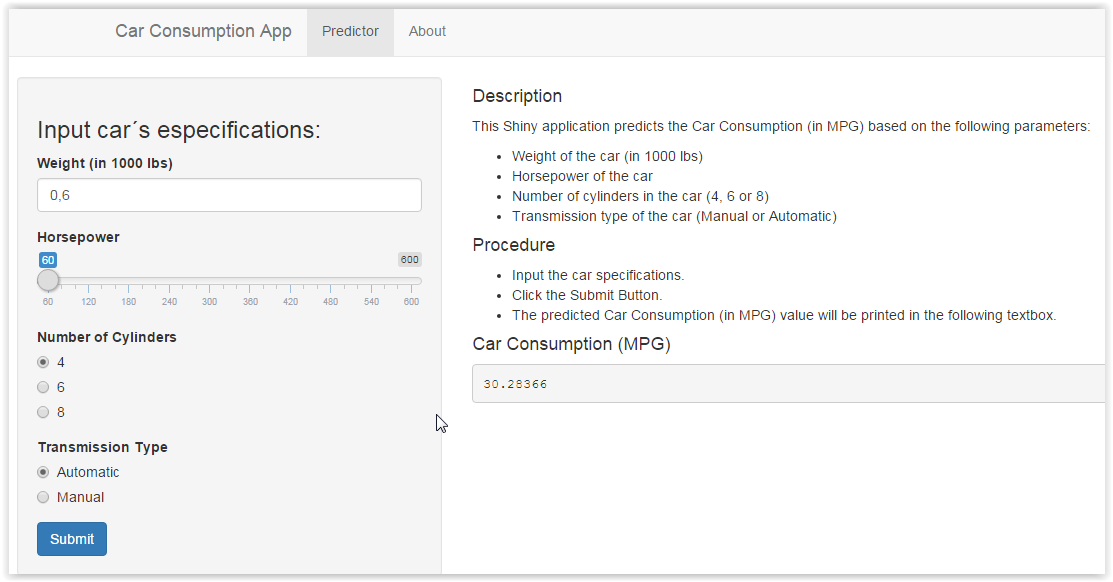 Car Consumption App Predictor About
Input car´s especifications:
Weight (in 1000 lbs)
0,6
Horsepower
60 600
60 120 180 240 300 360 420 480 540 600
Number of Cylinders
4
6
8
Transmission Type
Automatic
Manual
Submit
Description
This Shiny application predicts the Car Consumption (in MPG) based on the following parameters:
• Weight of the car (in 1000 lbs)
• Horsepower of the car
• Number of cylinders in the car (4, 6 or 8)
• Transmission type of the car (Manual or Automatic)
Procedure
• Input the car specifications.
• Click the Submit Button.
• The predicted Car Consumption (in MPG) value will be printed in the following textbox.
Car Consumption (MPG)
30.28366